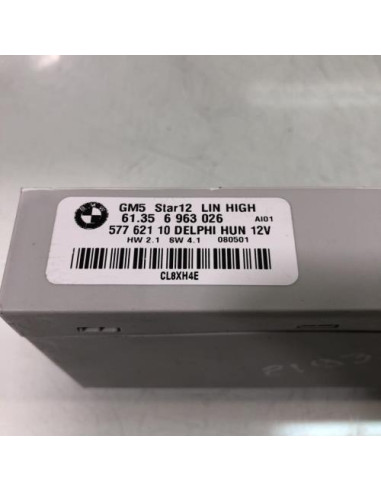 BMW
GM5 Star12 LIN HIGH
61.35 6 963 026 AI01
577 621 10 DELPHI HUN 12V
HW 2.1 SW 4.1 080501
CL8XH4E